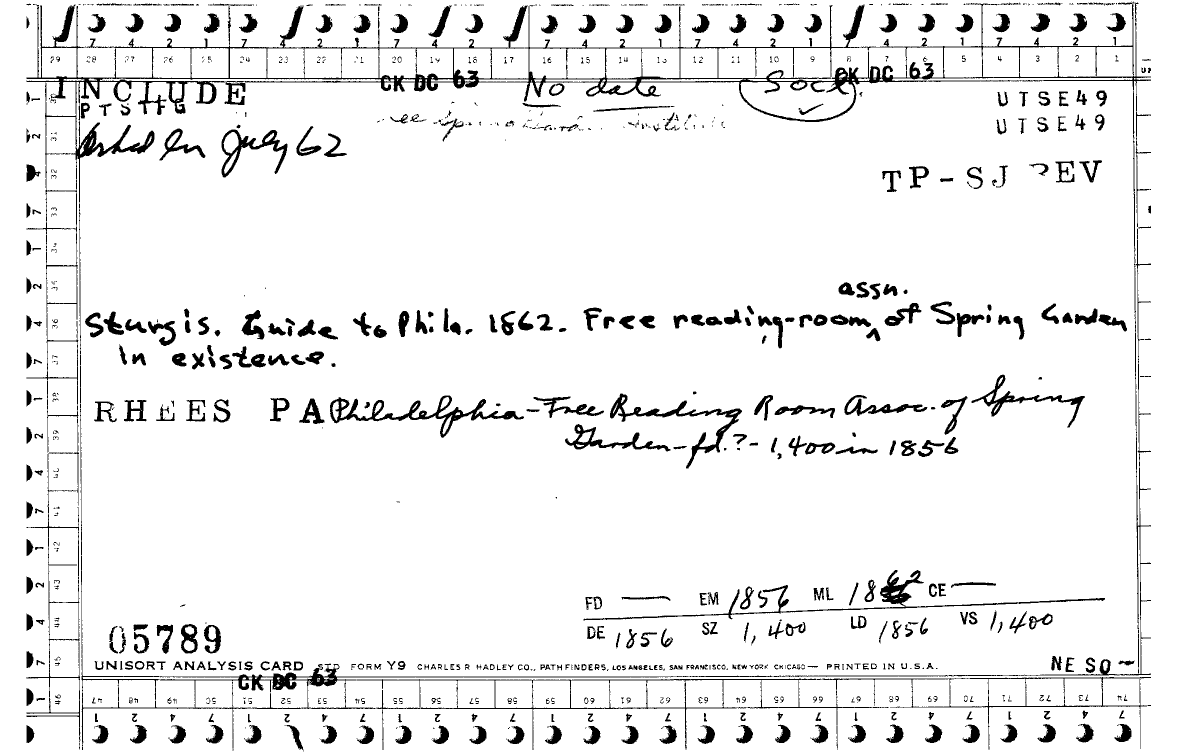 7 4 2 1 7 4 2 1 7 4 2 1 7 4 2 1 7 4 2 1 7 4 2 1 7 4 2 1
29 28 27 26 25 24 23 22 21 20 19 18 17 16 15 14 13 12 11 10 9 8 7 6 5 4 3 2 1
INCLUDE CK DC 63 No date Soct. CK DC 63 UTSE49
PTSTFG see Spring Garden Institute UTSE49
in July 62
TP-SJ REV
assn.
Sturgis. Guide to Phila. 1862. Free reading-room ^ of Spring Garden
in existence.
RHEES PA Philadelphia - Free Reading Room Assoc. of Spring
Garden - fd.? - 1,400 in 1856
FD — EM 1856 ML 1862 CE —
DE 1856 SZ 1,400 LD 1856 VS 1,400
05789
UNISORT ANALYSIS CARD STD FORM Y9 CHARLES R HADLEY CO., PATHFINDERS, LOS ANGELES, SAN FRANCISCO, NEW YORK CHICAGO — PRINTED IN U.S.A. NE SO -
CK DC 63
47 48 49 50 51 52 53 54 55 56 57 58 59 60 61 62 63 64 65 66 67 68 69 70 71 72 73 74
1 2 4 7 1 2 4 7 1 2 4 7 1 2 4 7 1 2 4 7 1 2 4 7 1 2 4 7